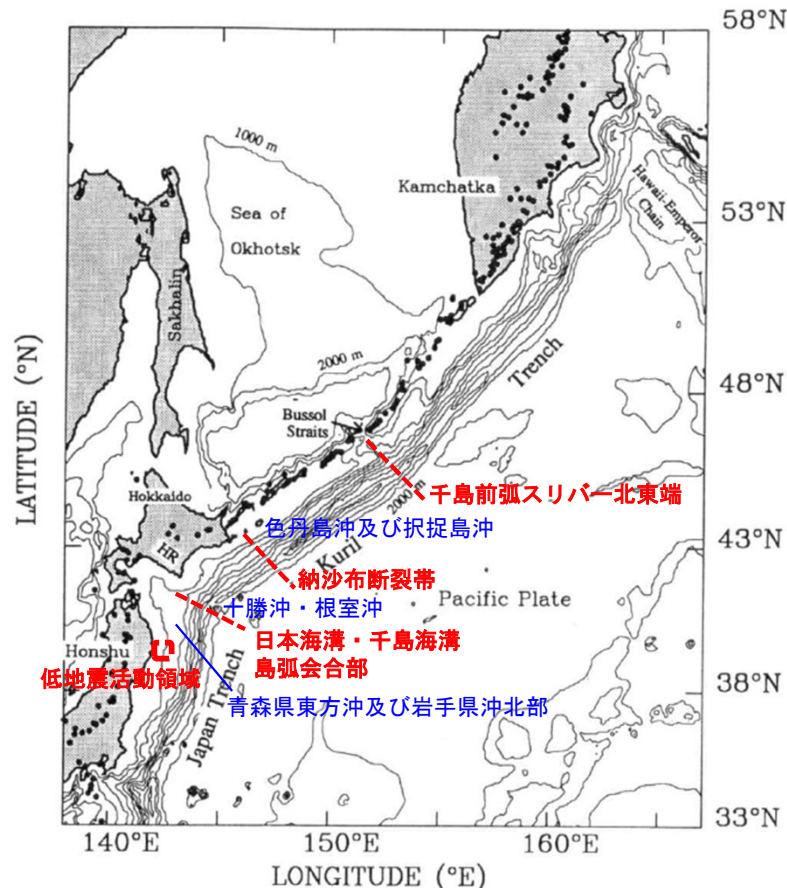 58°N
1000 m
Kamchatka
Hawaii-Emperor
Chain
Sea of
Okhotsk
53°N
Sakhalin
LATITUDE (°N)
2000 m
Trench
48°N
Bussol
Straits
Hokkaido
2000 m
千島前弧スリバー北東端
色丹島沖及び択捉島沖
HR
Kuril
43°N
納沙布断裂帯
Pacific Plate
十勝沖・根室沖
日本海溝・千島海溝
島弧会合部
Honshu
低地震活動領域
38°N
青森県東方沖及び岩手県沖北部
Japan Trench
33°N
140°E
150°E
160°E
LONGITUDE (°E)